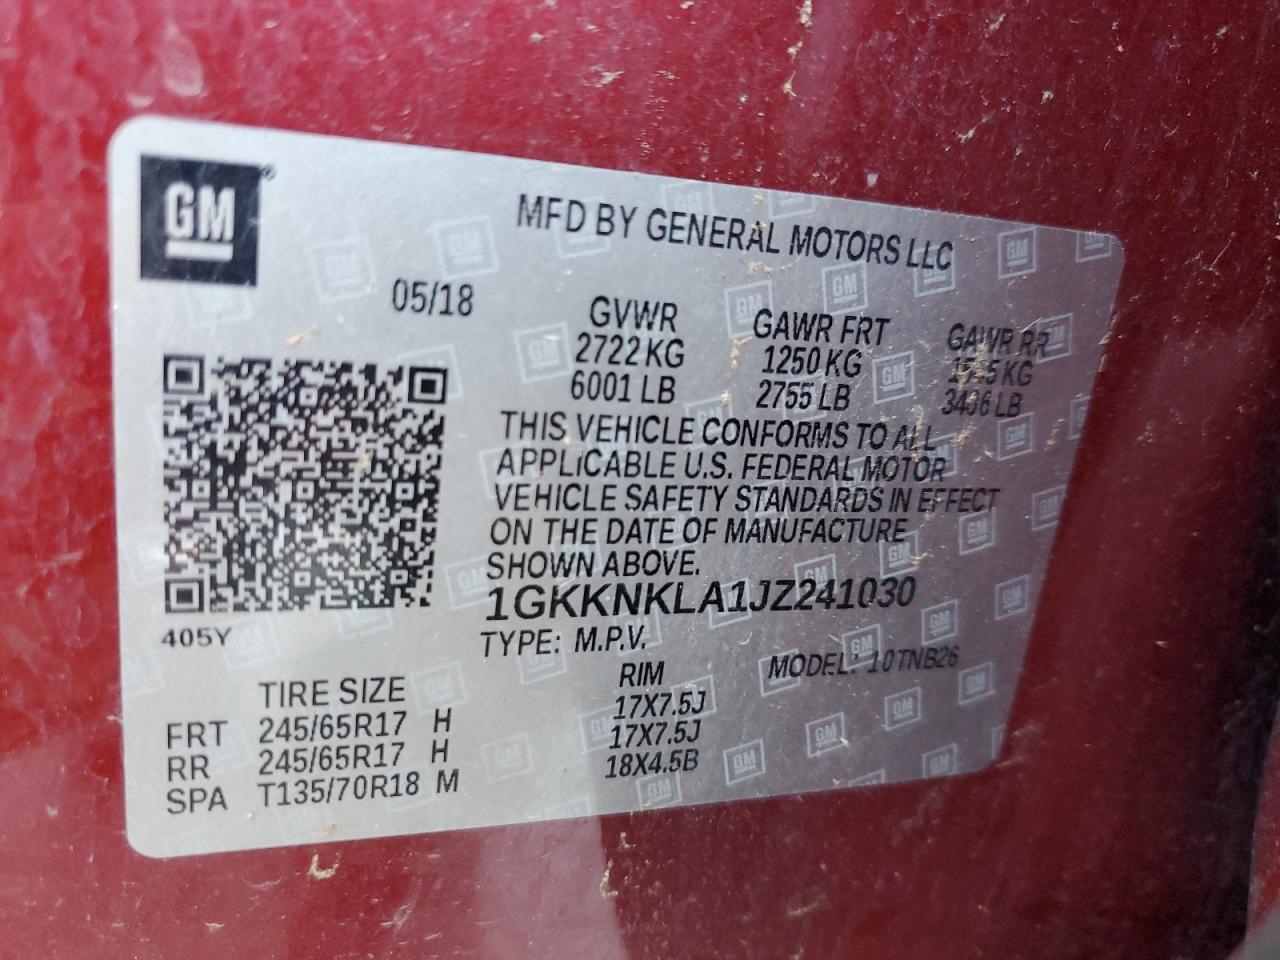 GM
MFD BY GENERAL MOTORS LLC
05/18
GVWR GAWR FRT GAWR RR
2722 KG 1250 KG KG
6001 LB 2755 LB LB
THIS VEHICLE CONFORMS TO ALL
APPLICABLE U.S. FEDERAL MOTOR
VEHICLE SAFETY STANDARDS IN EFFECT
ON THE DATE OF MANUFACTURE
SHOWN ABOVE.
1GKKNKLA1JZ241030
405Y
TYPE: M.P.V. MODEL: 10TNB26
TIRE SIZE RIM
FRT 245/65R17 H 17X7.5J
RR 245/65R17 H 17X7.5J
SPA T135/70R18 M 18X4.5B